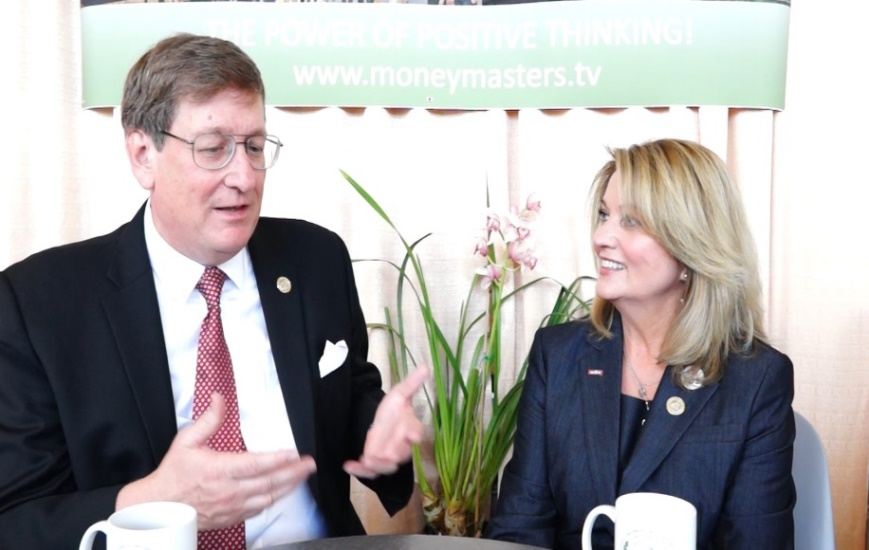 THE POWER OF POSITIVE THINKING!
www.moneymasters.tv